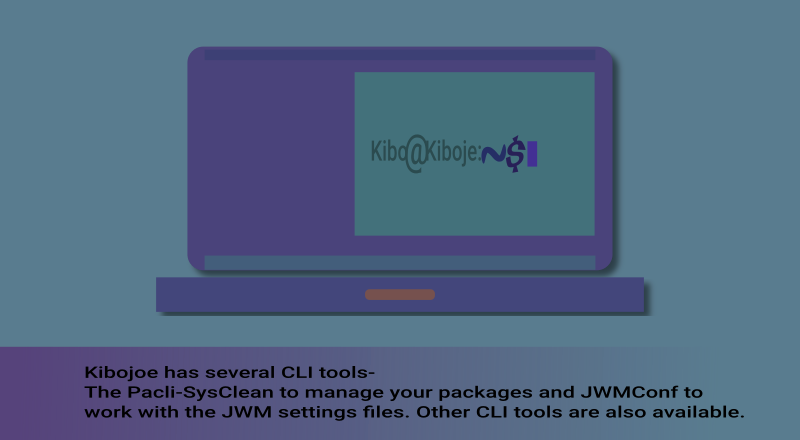 Kibo@Kiboje:~$
Kibojoe has several CLI tools-
The Pacli-SysClean to manage your packages and JWMConf to
work with the JWM settings files. Other CLI tools are also available.